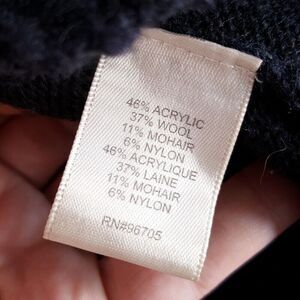 46% ACRYLIC
37% WOOL
11% MOHAIR
6% NYLON
46% ACRYLIQUE
37% LAINE
11% MOHAIR
6% NYLON
RN#96705